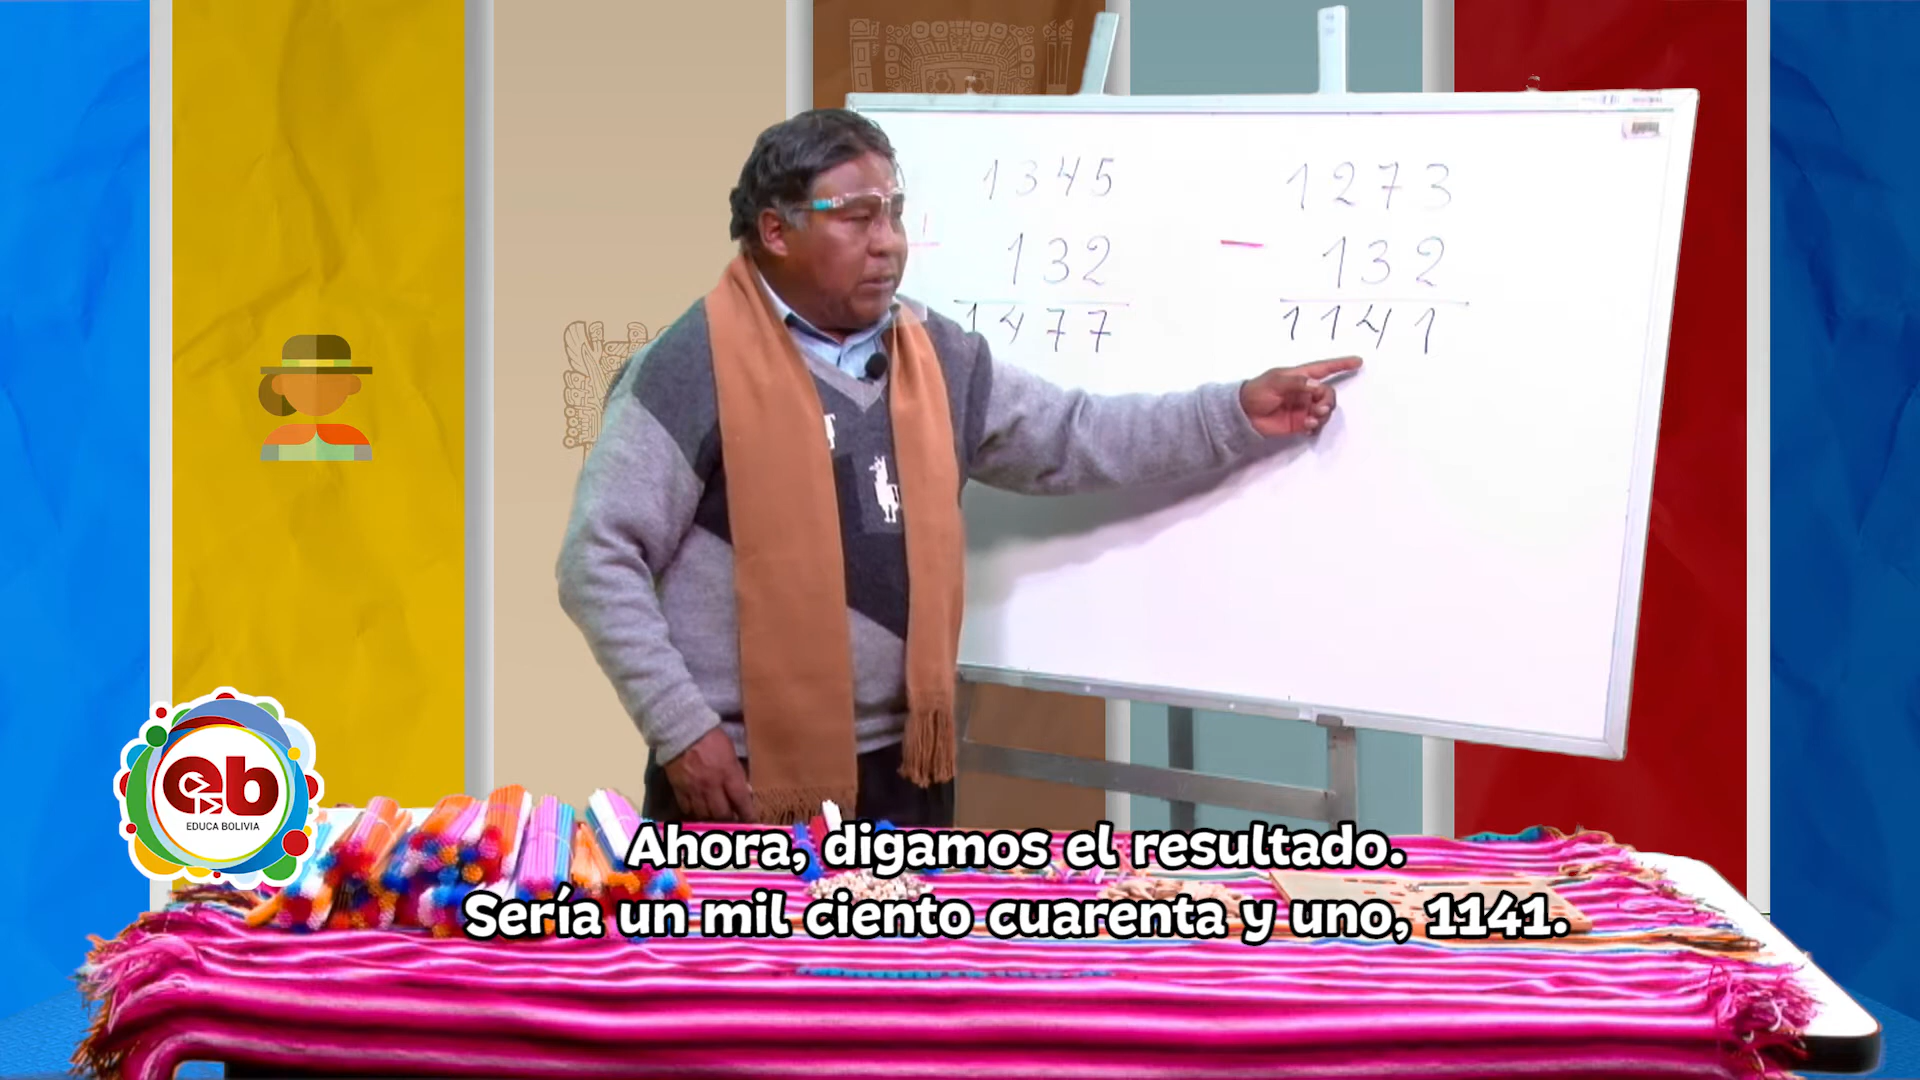 1345
+ 132
1477
1273
- 132
1141
eb
EDUCA BOLIVIA
Ahora, digamos el resultado.
Sería un mil ciento cuarenta y uno, 1141.